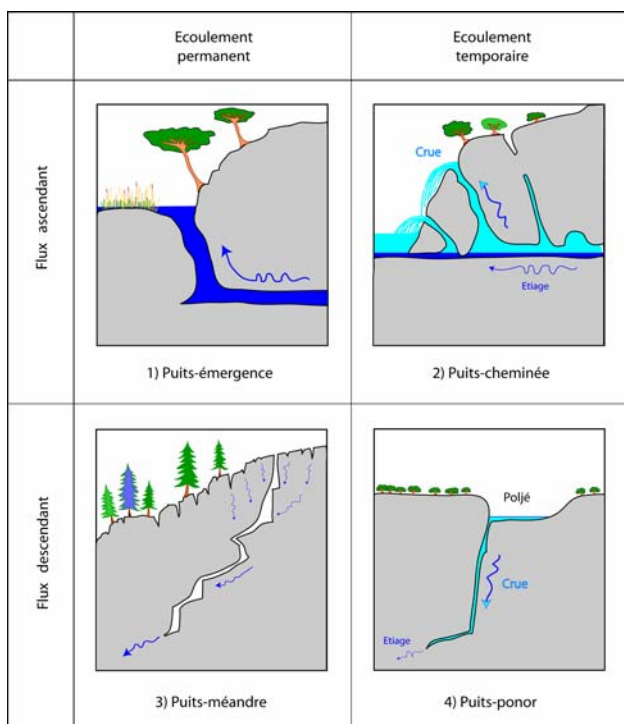 Ecoulement
permanent
Ecoulement
temporaire
Flux ascendant
Crue
Etiage
1) Puits-émergence
2) Puits-cheminée
Flux descendant
Poljé
Crue
Etiage
3) Puits-méandre
4) Puits-ponor